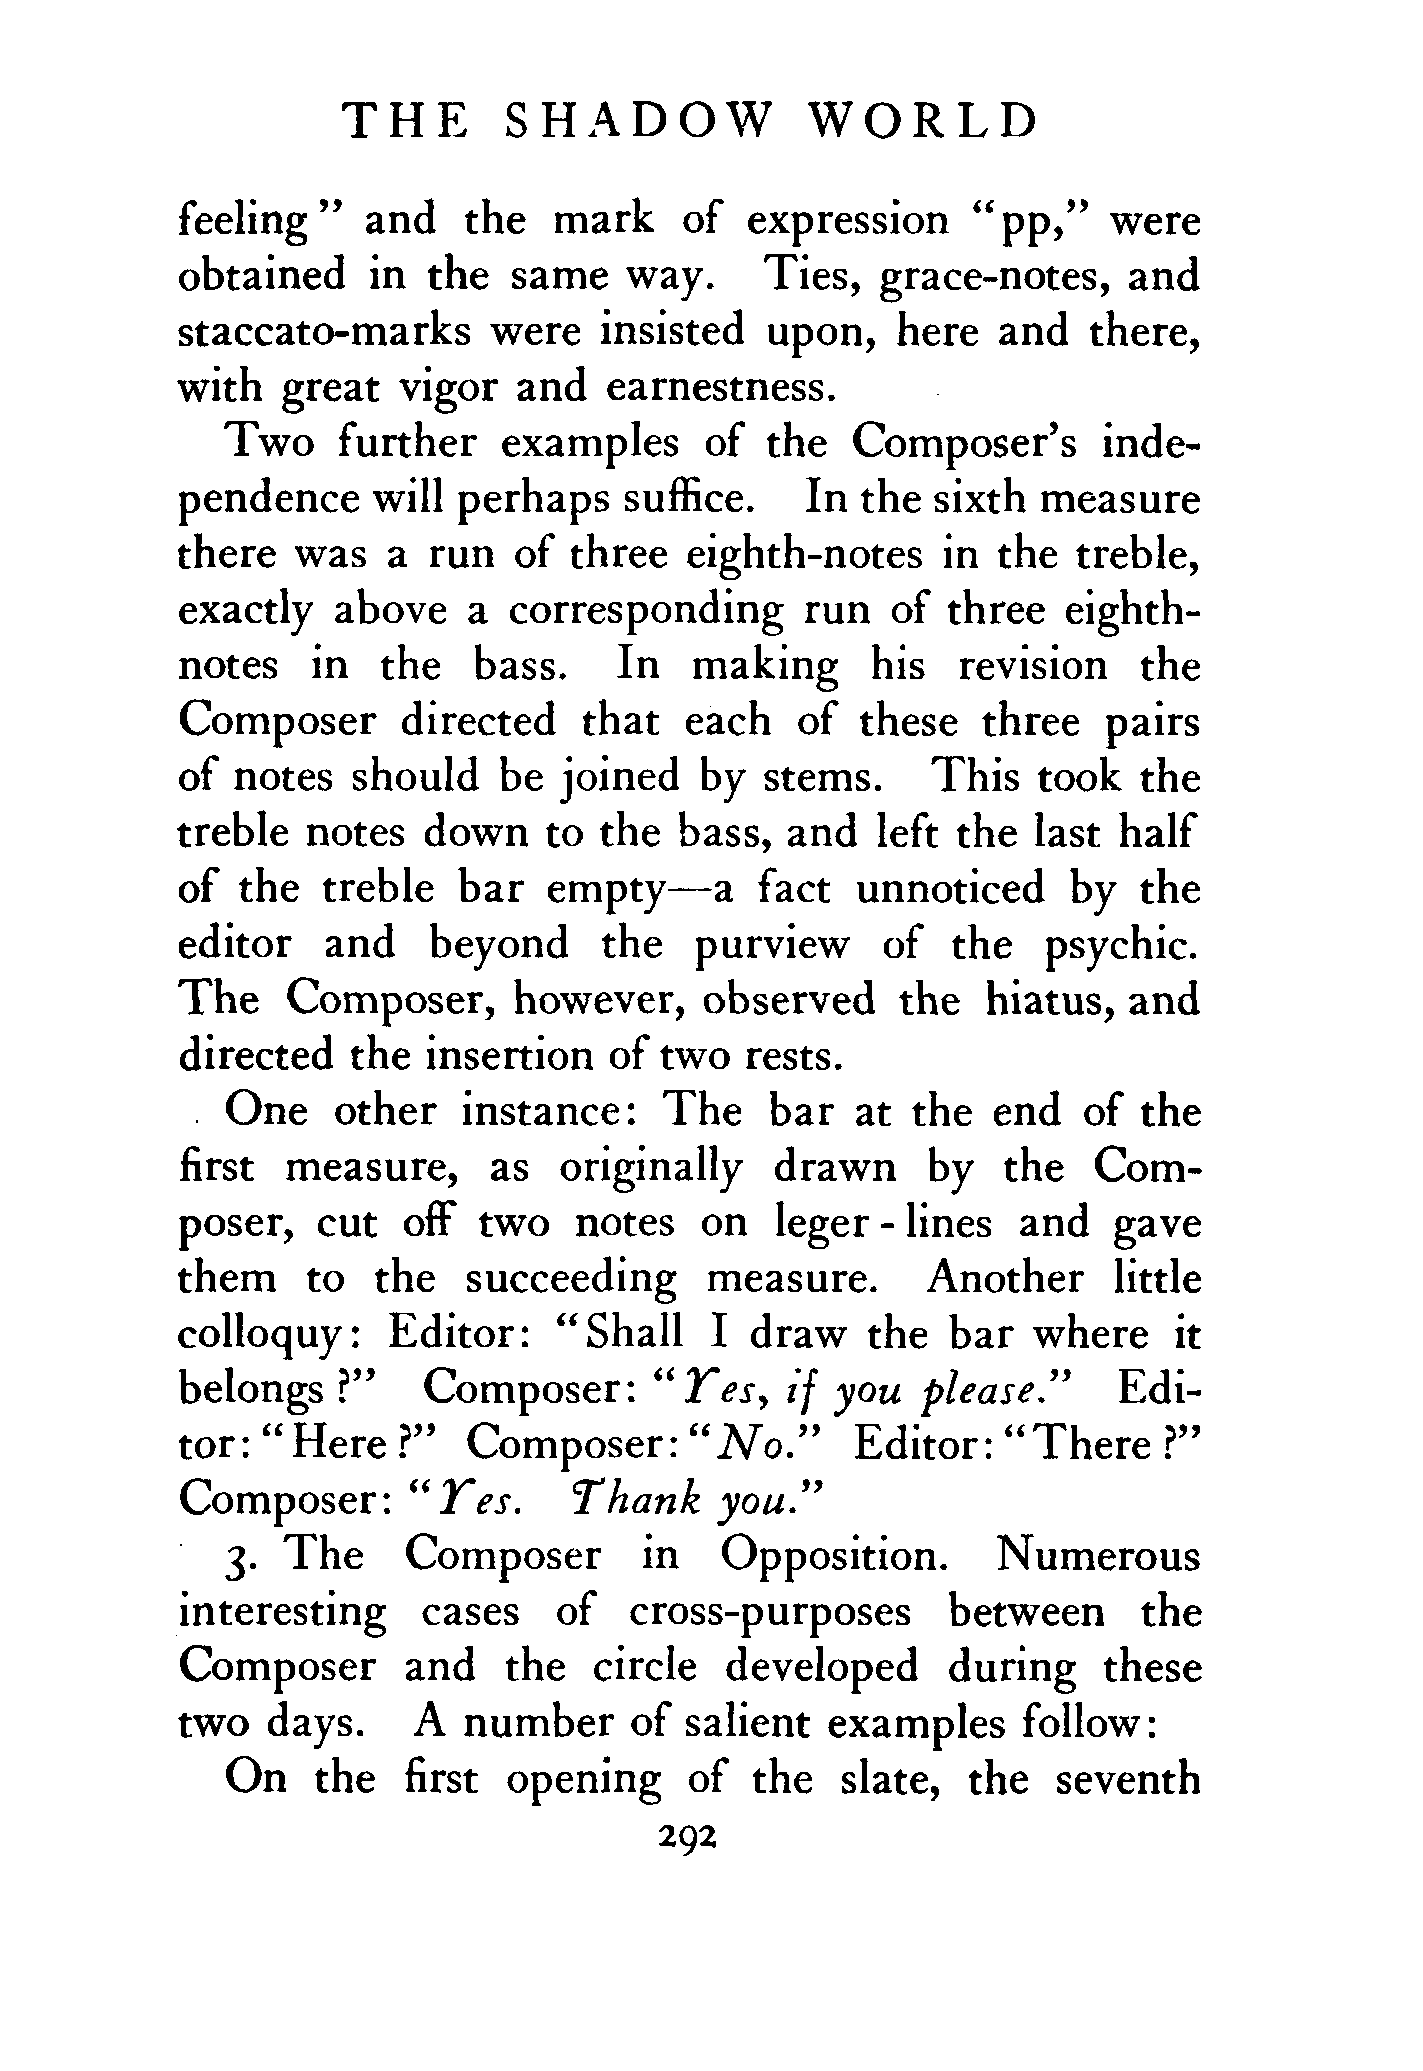 THE SHADOW WORLD
feeling" and the mark of expression "pp," were
obtained in the same way. Ties, grace-notes, and
staccato-marks were insisted upon, here and there,
with great vigor and earnestness.
Two further examples of the Composer's inde-
pendence will perhaps suffice. In the sixth measure
there was a run of three eighth-notes in the treble,
exactly above a corresponding run of three eighth-
notes in the bass. In making his revision the
Composer directed that each of these three pairs
of notes should be joined by stems. This took the
treble notes down to the bass, and left the last half
of the treble bar empty—a fact unnoticed by the
editor and beyond the purview of the psychic.
The Composer, however, observed the hiatus, and
directed the insertion of two rests.
One other instance: The bar at the end of the
first measure, as originally drawn by the Com-
poser, cut off two notes on leger-lines and gave
them to the succeeding measure. Another little
colloquy: Editor: "Shall I draw the bar where it
belongs?" Composer: "Yes, if you please." Edi-
tor: "Here?" Composer: "No." Editor: "There?"
Composer: "Yes. Thank you."
3. The Composer in Opposition. Numerous
interesting cases of cross-purposes between the
Composer and the circle developed during these
two days. A number of salient examples follow:
On the first opening of the slate, the seventh
292